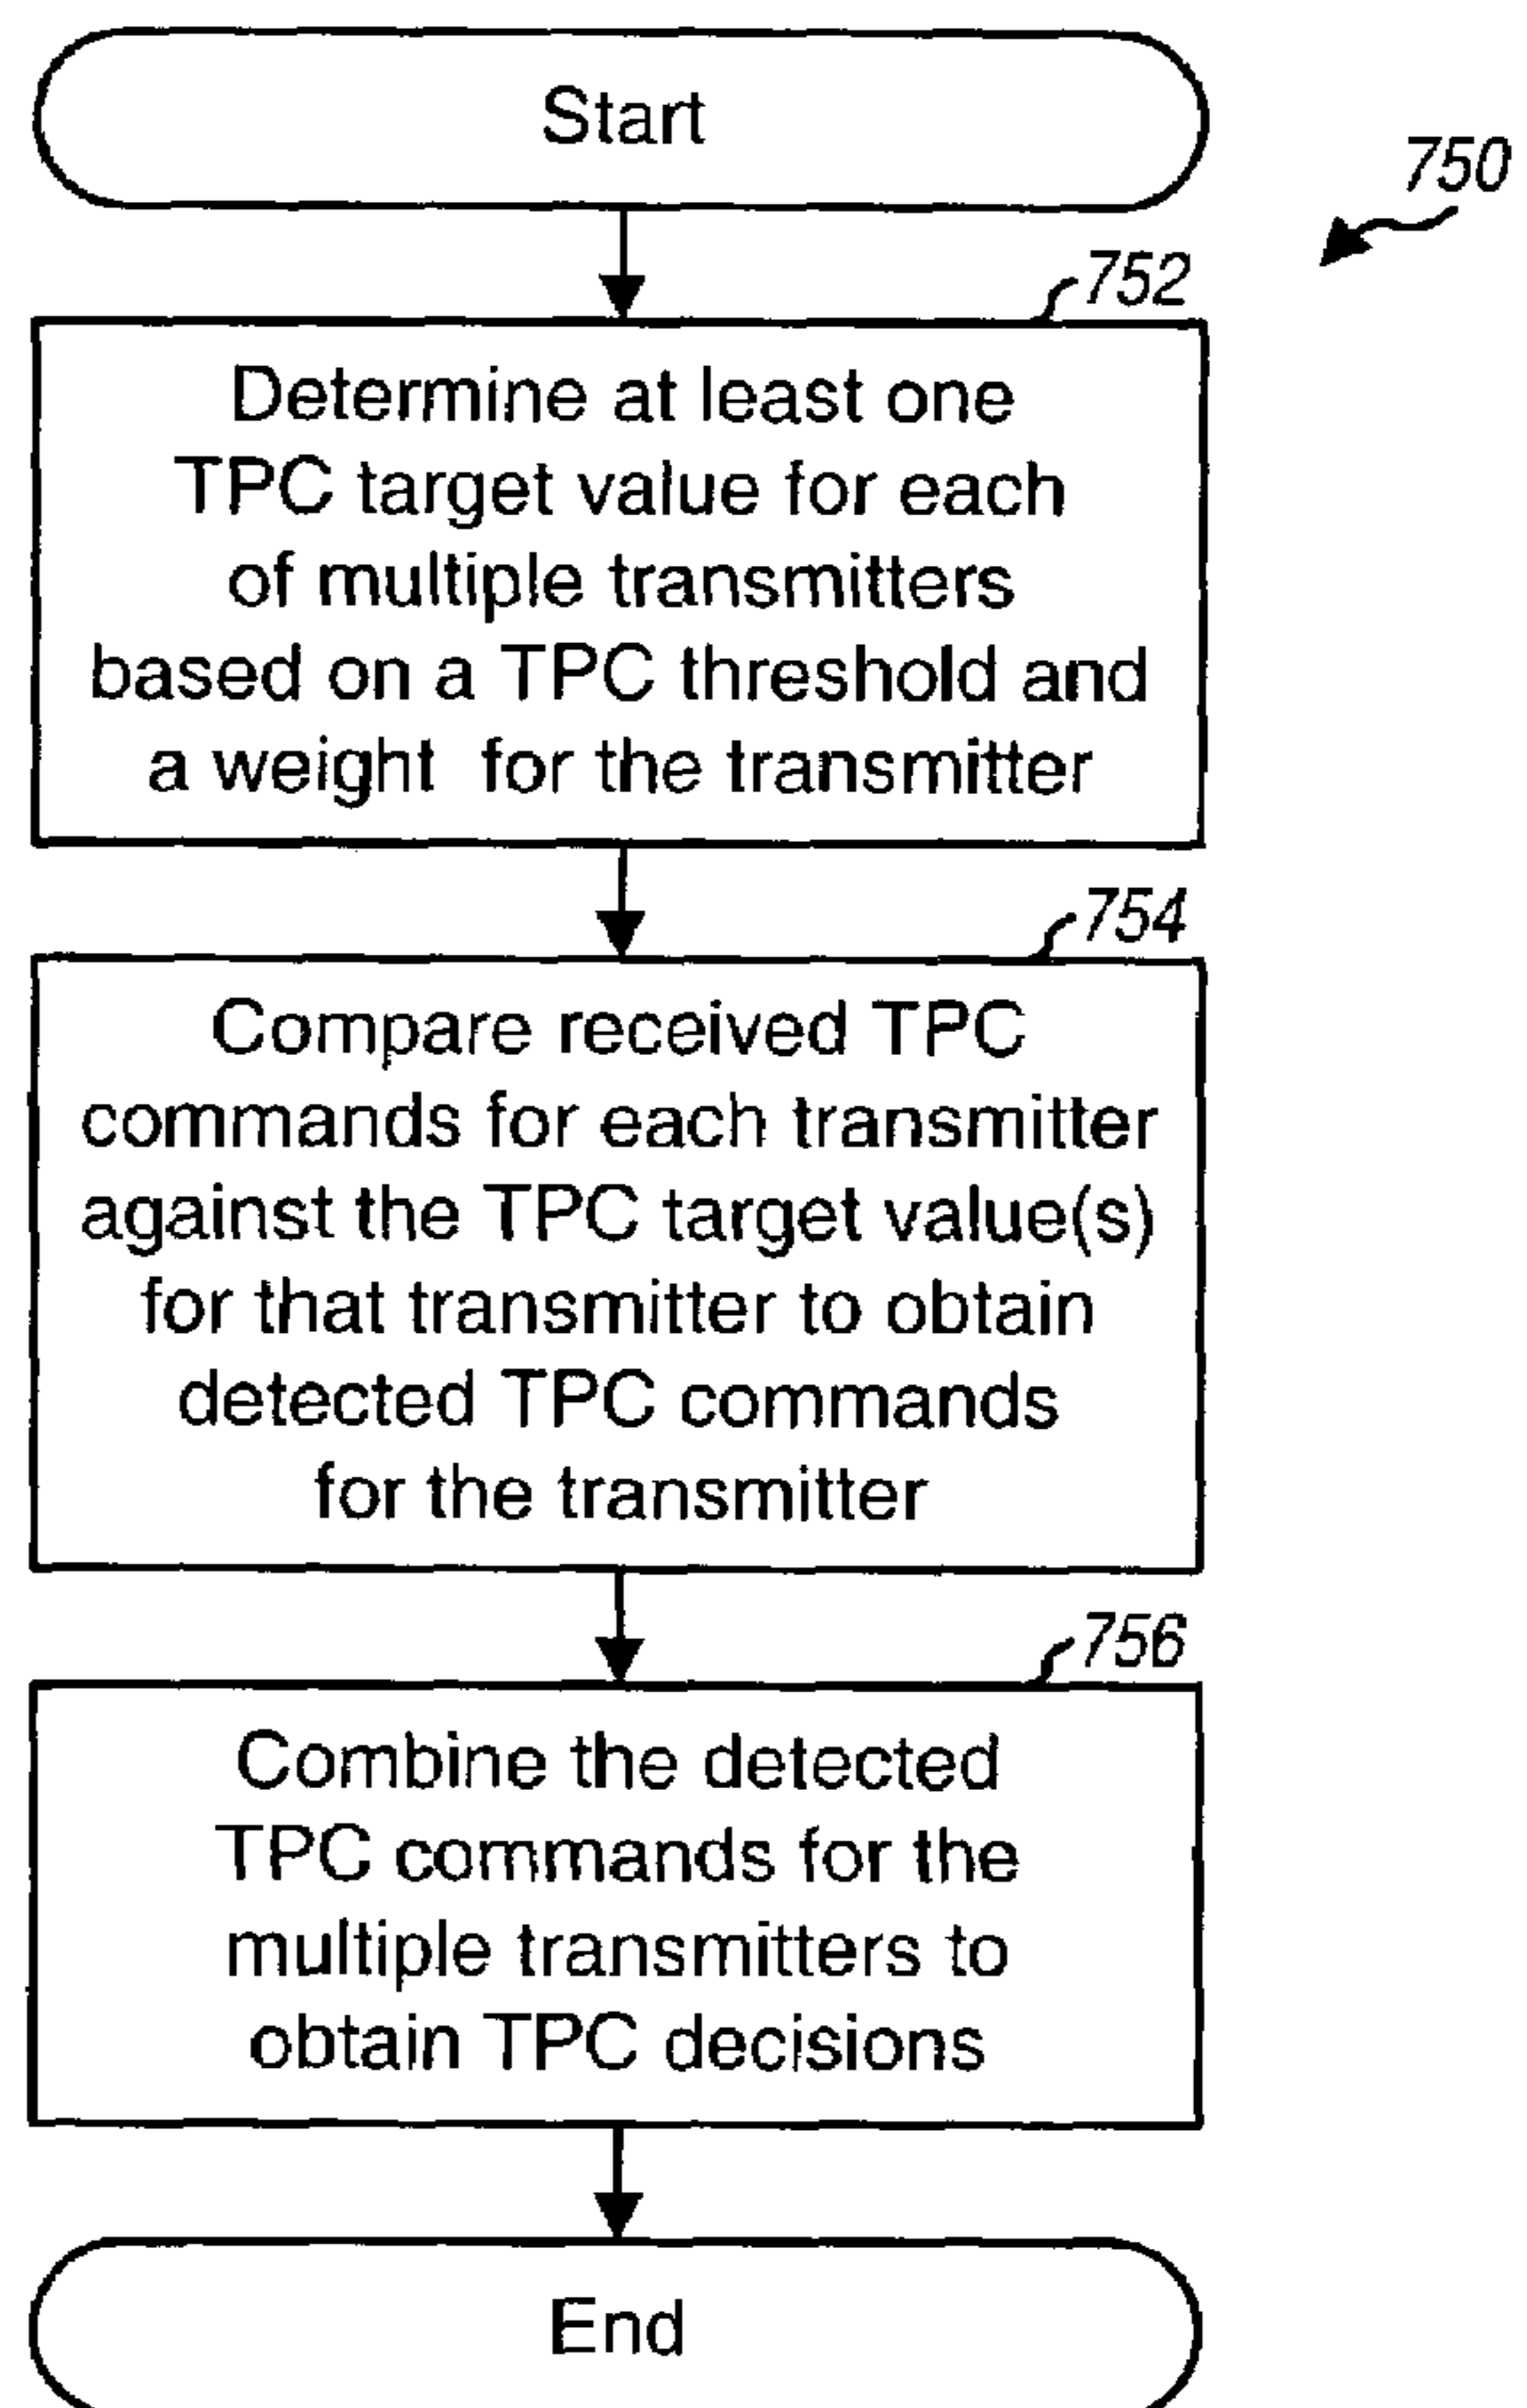 Start
750
752
Determine at least one
TPC target value for each
of multiple transmitters
based on a TPC threshold and
a weight for the transmitter
754
Compare received TPC
commands for each transmitter
against the TPC target value(s)
for that transmitter to obtain
detected TPC commands
for the transmitter
756
Combine the detected
TPC commands for the
multiple transmitters to
obtain TPC decisions
End